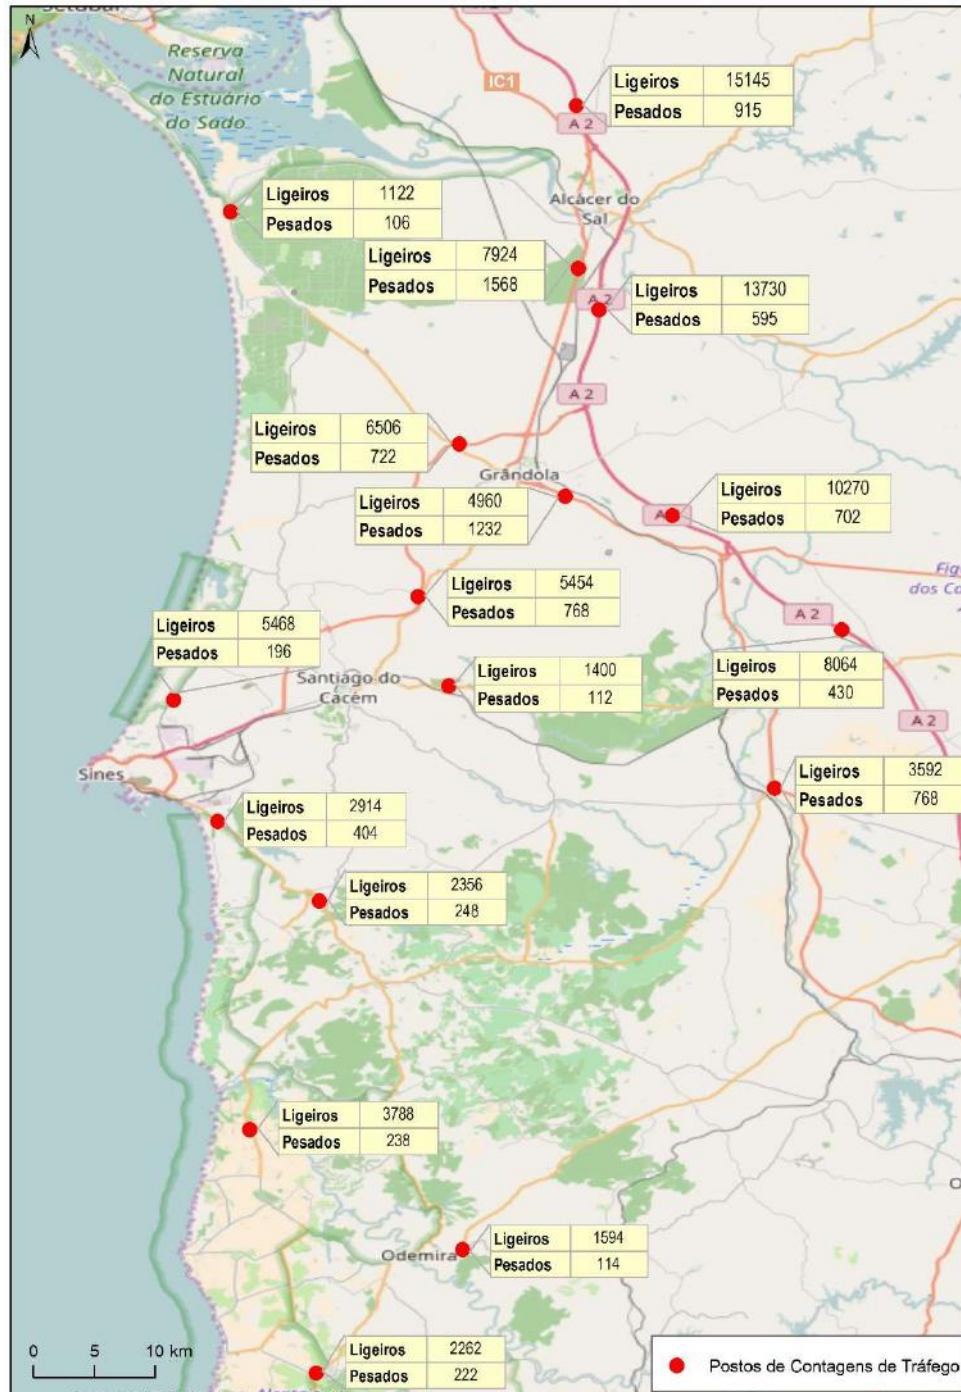 N
Reserva
Natural
do Estuário
do Sado
IC1
A 2
Ligeiros 15145
Pesados 915
A 2
Ligeiros 1122
Pesados 106
Alcácer do
Sal
Ligeiros 7924
Pesados 1568
A 2
Ligeiros 13730
Pesados 595
A 2
Ligeiros 6506
Pesados 722
Grândola
Ligeiros 4960
Pesados 1232
Ligeiros 10270
Pesados 702
Ligeiros 5454
Pesados 768
dos
A 2
Ligeiros 5468
Pesados 196
Santiago do
Cacém
Ligeiros 1400
Pesados 112
Ligeiros 8064
Pesados 430
A 2
Sines
Ligeiros 3592
Pesados 768
Ligeiros 2914
Pesados 404
Ligeiros 2356
Pesados 248
Ligeiros 3788
Pesados 238
Odemira
Ligeiros 1594
Pesados 114
Ligeiros 2262
Pesados 222
0 5 10 km
Postos de Contagens de Tráfego